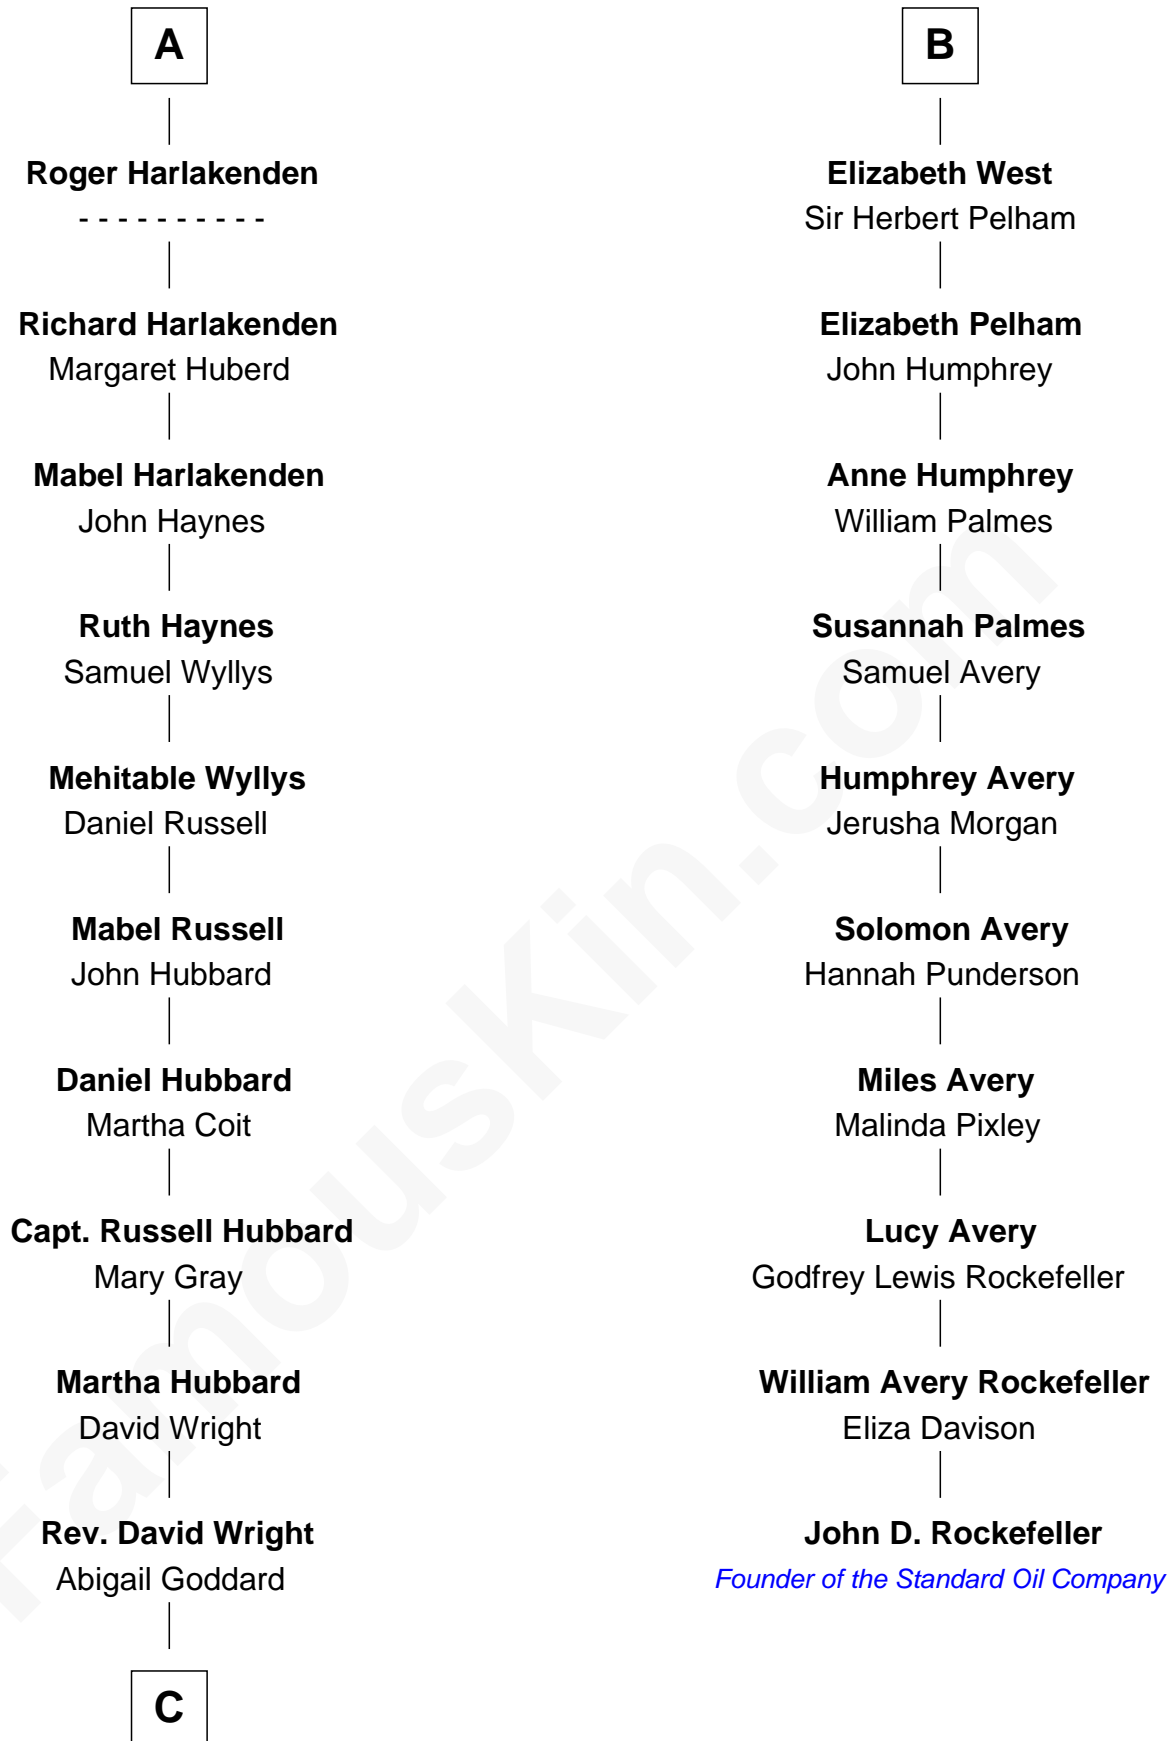 A
Roger Harlakenden
- - - - - - - - - -
Richard Harlakenden
Margaret Huberd
Mabel Harlakenden
John Haynes
Ruth Haynes
Samuel Wyllys
Mehitable Wyllys
Daniel Russell
Mabel Russell
John Hubbard
Daniel Hubbard
Martha Coit
Capt. Russell Hubbard
Mary Gray
Martha Hubbard
David Wright
Rev. David Wright
Abigail Goddard
C
B
Elizabeth West
Sir Herbert Pelham
Elizabeth Pelham
John Humphrey
Anne Humphrey
William Palmes
Susannah Palmes
Samuel Avery
Humphrey Avery
Jerusha Morgan
Solomon Avery
Hannah Punderson
Miles Avery
Malinda Pixley
Lucy Avery
Godfrey Lewis Rockefeller
William Avery Rockefeller
Eliza Davison
John D. Rockefeller
Founder of the Standard Oil Company
FamousKin.com